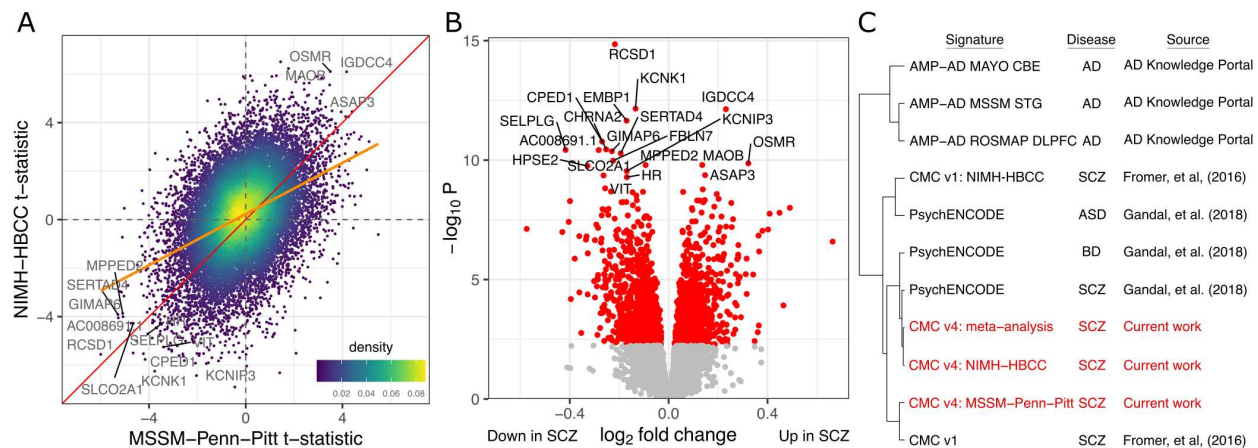 A
NIMH−HBCC t−statistic
4
0
−4
OSMR
IGDCC4
MAOB
ASAP3
MPPED2
SERTAD4
GIMAP6
AC008691.1
RCSD1
SLCO2A1
SELPLG
VIT
CPED1
KCNK1
KCNIP3
density
0.02 0.04 0.06 0.08
−4 0 4
MSSM−Penn−Pitt t−statistic
B
−log10 P
15
10
5
0
RCSD1
KCNK1
CPED1
EMBP1
IGDCC4
CHRNA2
SERTAD4
KCNIP3
SELPLG
AC008691.1
GIMAP6
FBLN7
OSMR
HPSE2
SLCO2A1
MPPED2
MAOB
HR
ASAP3
VIT
−0.4 0.0 0.4
Down in SCZ
log2 fold change
Up in SCZ
C
Signature Disease Source
AMP−AD MAYO CBE AD AD Knowledge Portal
AMP−AD MSSM STG AD AD Knowledge Portal
AMP−AD ROSMAP DLPFC AD AD Knowledge Portal
CMC v1: NIMH−HBCC SCZ Fromer, et al, (2016)
PsychENCODE ASD Gandal, et al. (2018)
PsychENCODE BD Gandal, et al. (2018)
PsychENCODE SCZ Gandal, et al. (2018)
CMC v4: meta−analysis SCZ Current work
CMC v4: NIMH−HBCC SCZ Current work
CMC v4: MSSM−Penn−Pitt SCZ Current work
CMC v1 SCZ Fromer, et al, (2016)